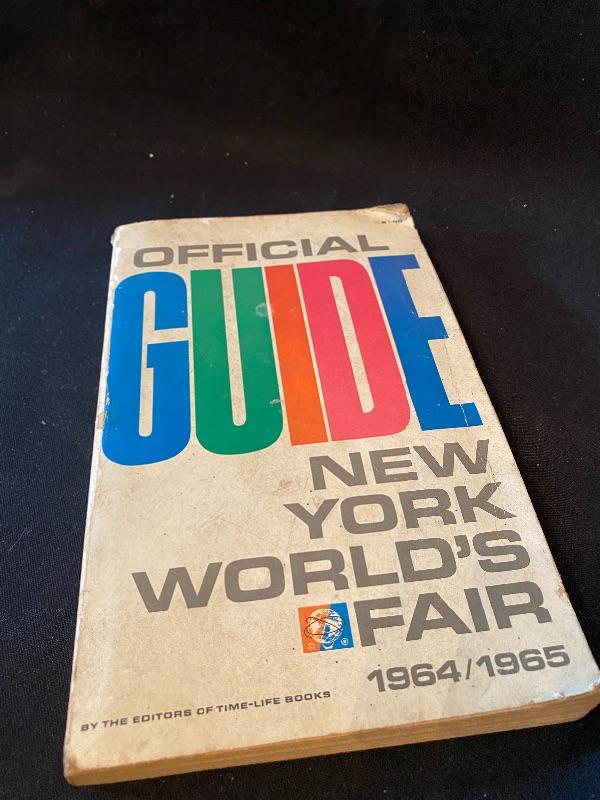 OFFICIAL
GUIDE
NEW
YORK
WORLD'S
FAIR
1964/1965
BY THE EDITORS OF TIME-LIFE BOOKS